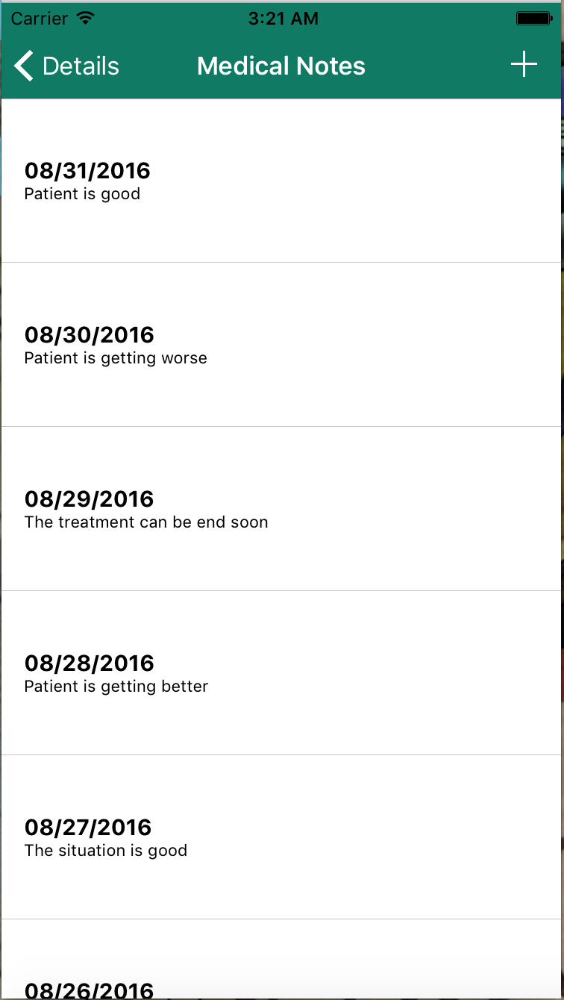 Carrier 3:21 AM
Details Medical Notes +
08/31/2016
Patient is good
08/30/2016
Patient is getting worse
08/29/2016
The treatment can be end soon
08/28/2016
Patient is getting better
08/27/2016
The situation is good
08/26/2016